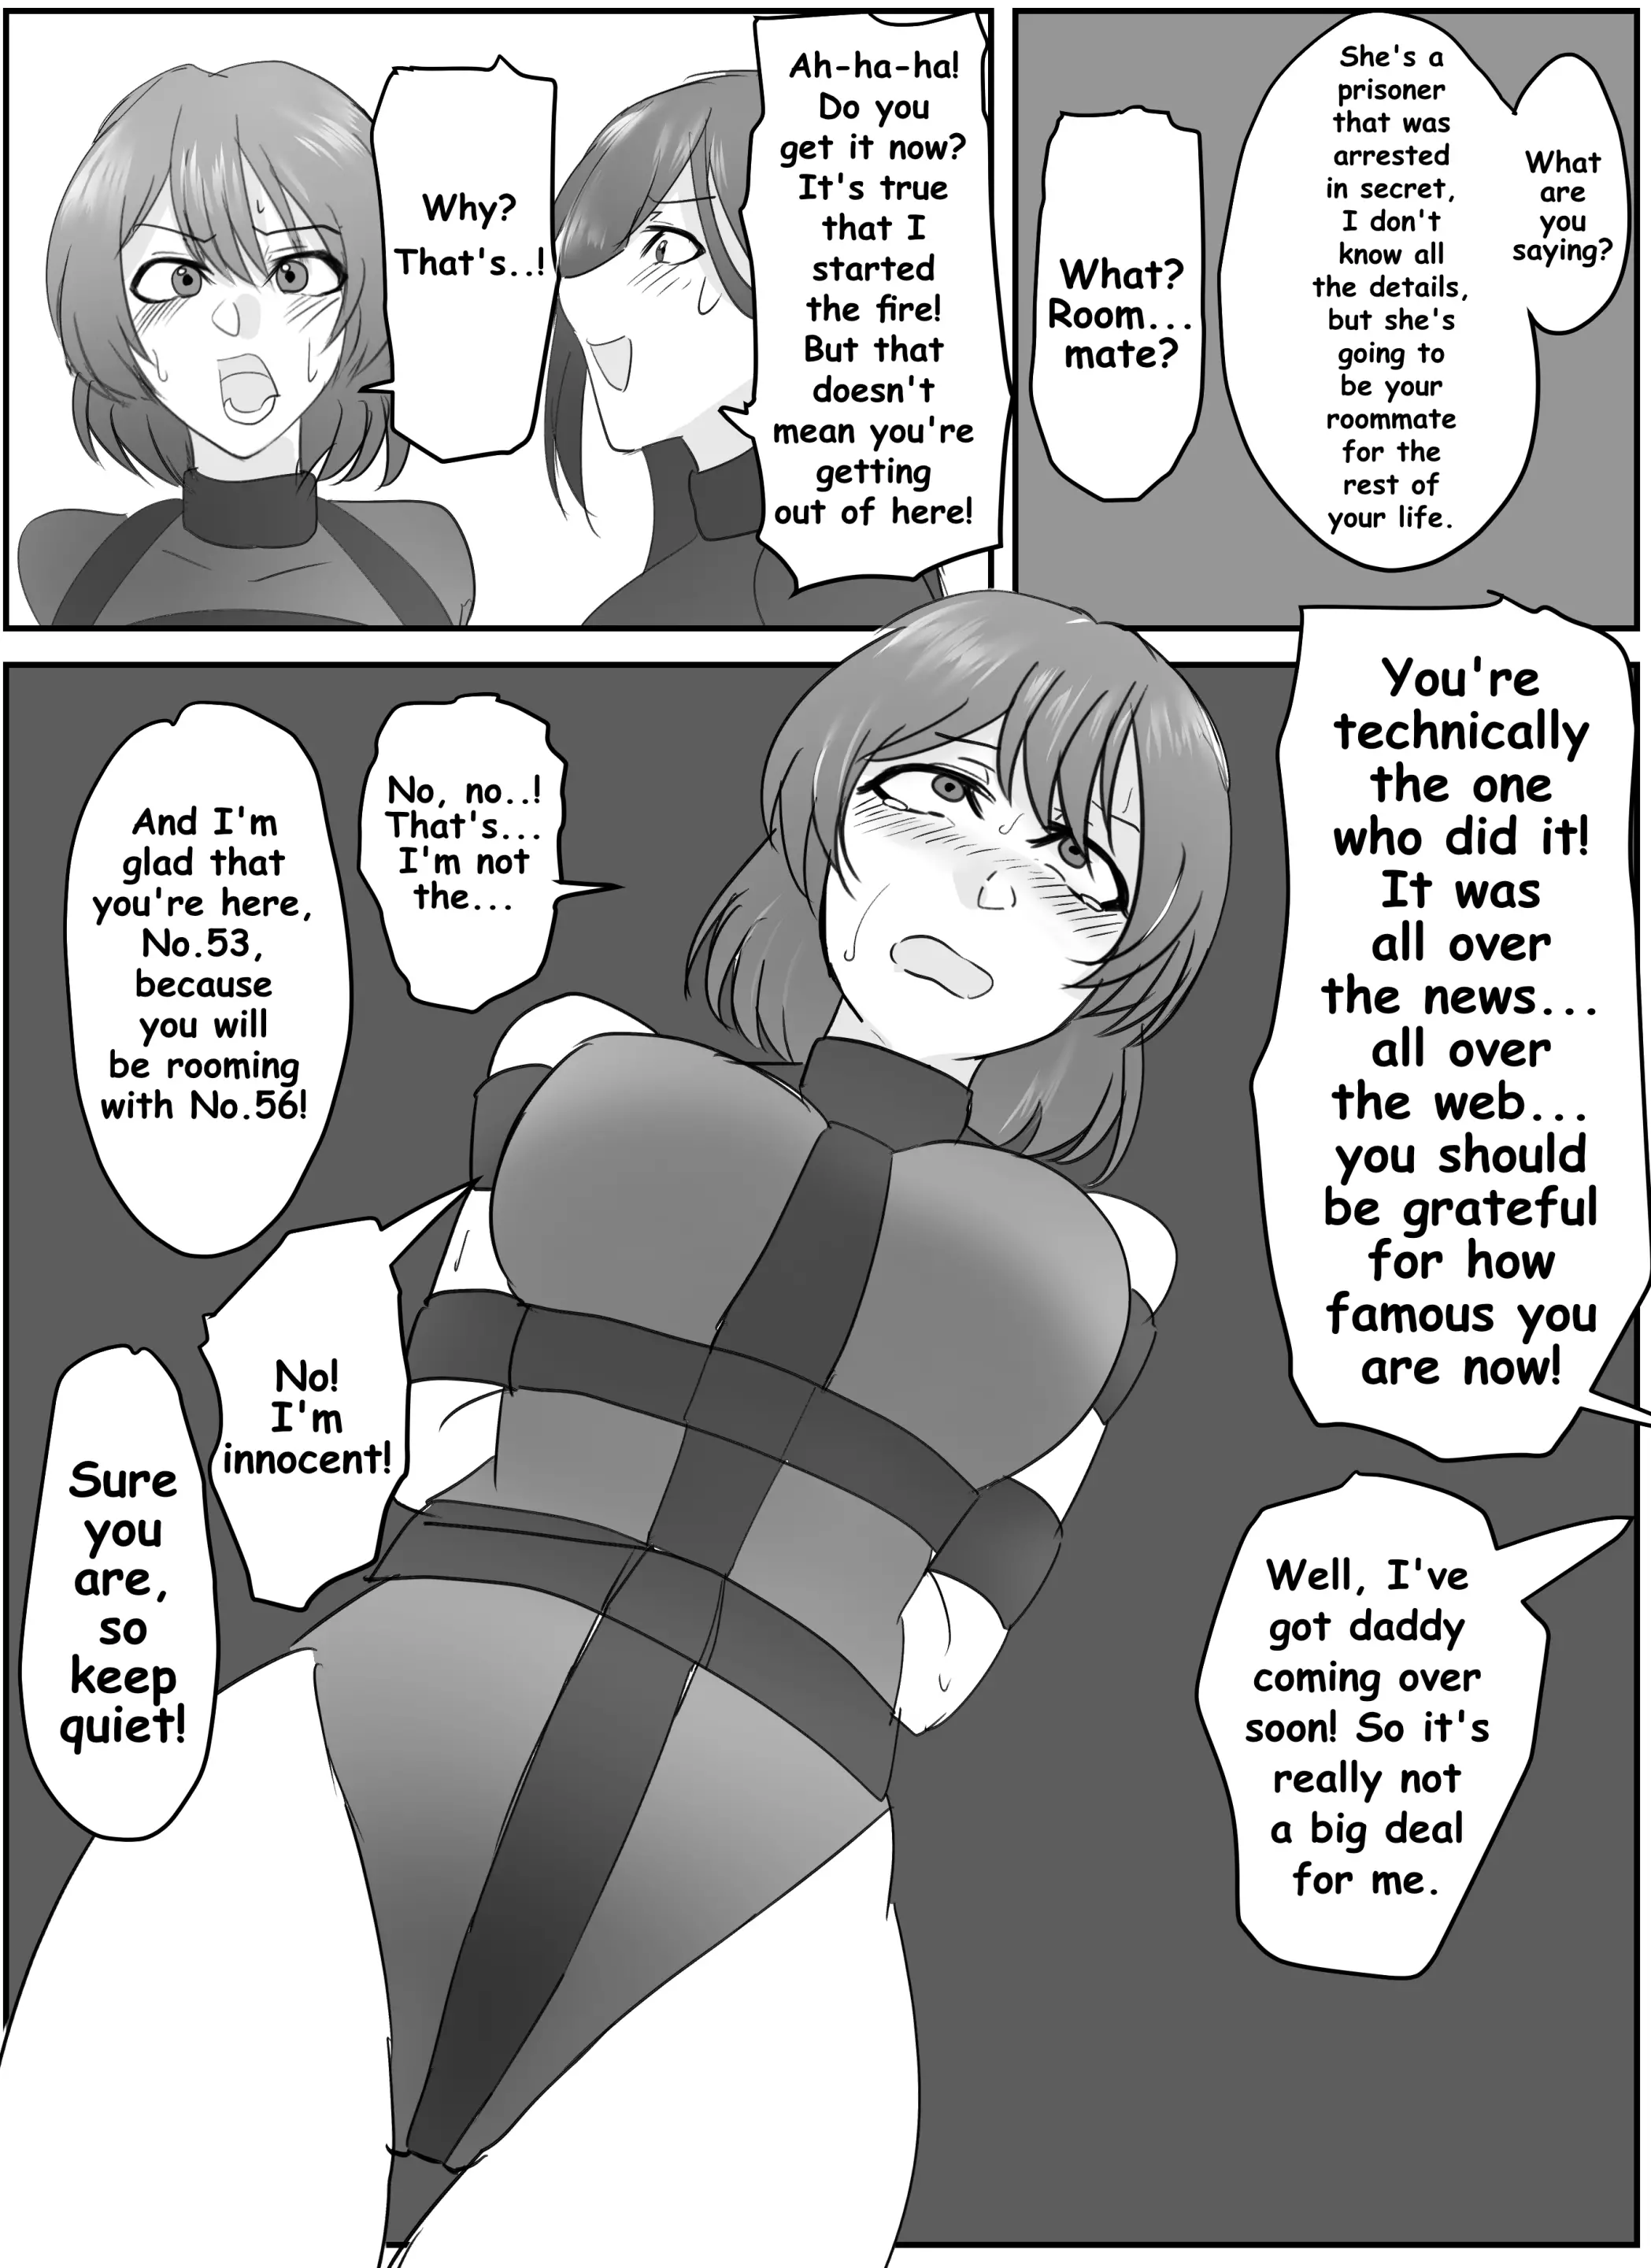 What
are
you
saying?
She's a
prisoner
that was
arrested
in secret,
I don't
know all
the details,
but she's
going to
be your
roommate
for the
rest of
your life.
What?
Room...
mate?
Ah-ha-ha!
Do you
get it now?
It's true
that I
started
the fire!
But that
doesn't
mean you're
getting
out of here!
Why?
That's..!
You're
technically
the one
who did it!
It was
all over
the news...
all over
the web...
you should
be grateful
for how
famous you
are now!
Well, I've
got daddy
coming over
soon! So it's
really not
a big deal
for me.
No, no..!
That's...
I'm not
the...
And I'm
glad that
you're here,
No.53,
because
you will
be rooming
with No.56!
No!
I'm
innocent!
Sure
you
are,
so
keep
quiet!